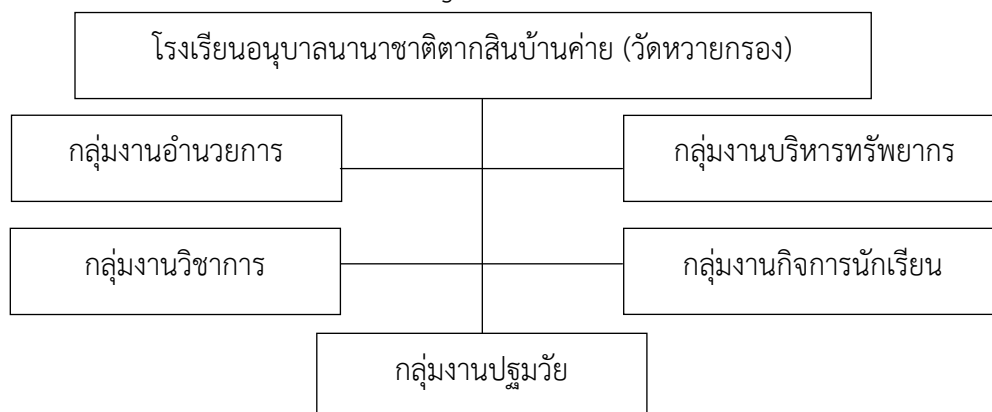 โรงเรียนอนุบาลนานาชาติตากสินบ้านค่าย (วัดหวายกรอง)
กลุ่มงานอำนวยการ
กลุ่มงานบริหารทรัพยากร
กลุ่มงานวิชาการ
กลุ่มงานกิจการนักเรียน
กลุ่มงานปฐมวัย